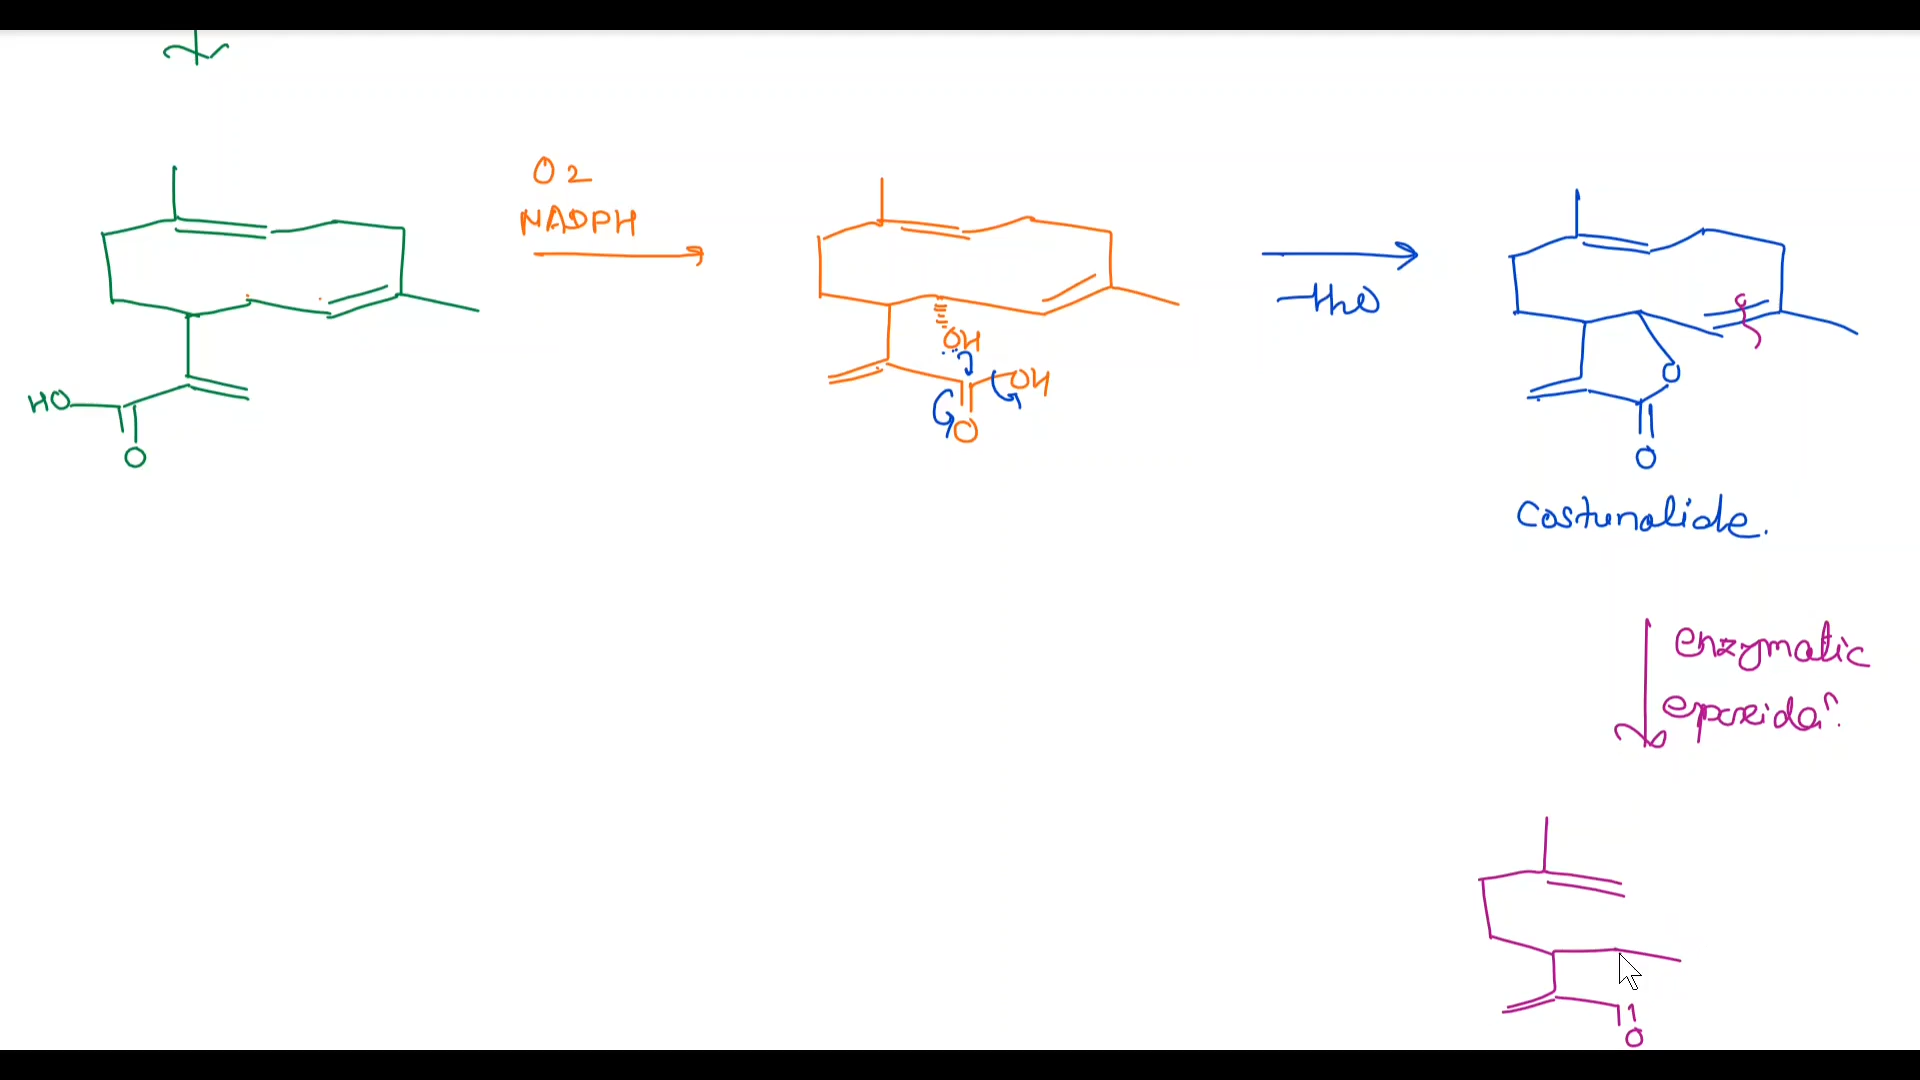 O2
NADPH
HO
O
OH
OH
O
-H2O
O
O
Costunolide.
enzymatic
epoxidaⁿ.
O